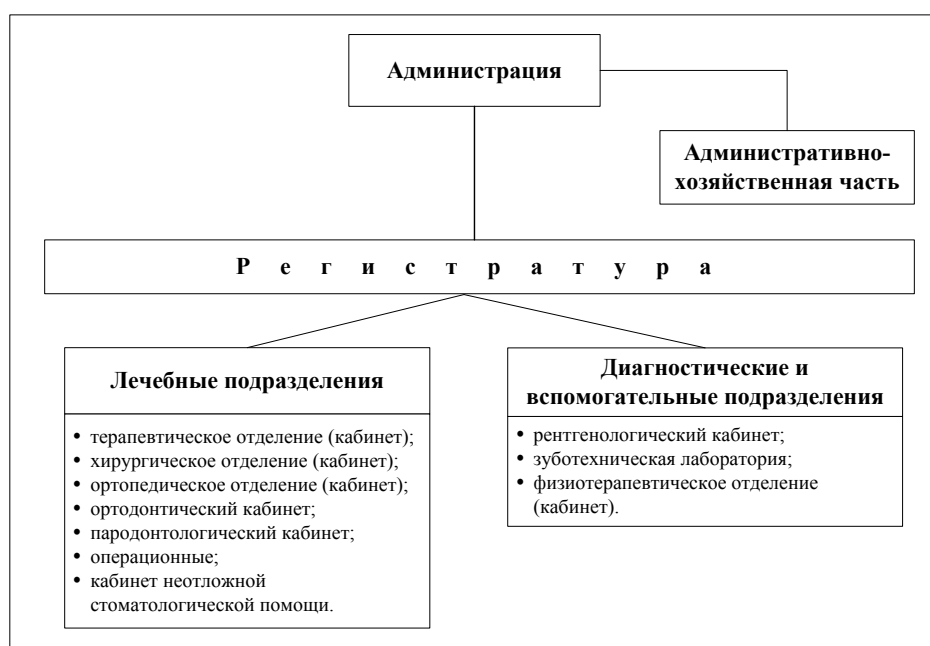 Администрация
Административно-
хозяйственная часть
Р е г и с т р а т у р а
Лечебные подразделения
• терапевтическое отделение (кабинет);
• хирургическое отделение (кабинет);
• ортопедическое отделение (кабинет);
• ортодонтический кабинет;
• пародонтологический кабинет;
• операционные;
• кабинет неотложной
стоматологической помощи.
Диагностические и
вспомогательные подразделения
• рентгенологический кабинет;
• зуботехническая лаборатория;
• физиотерапевтическое отделение
(кабинет).